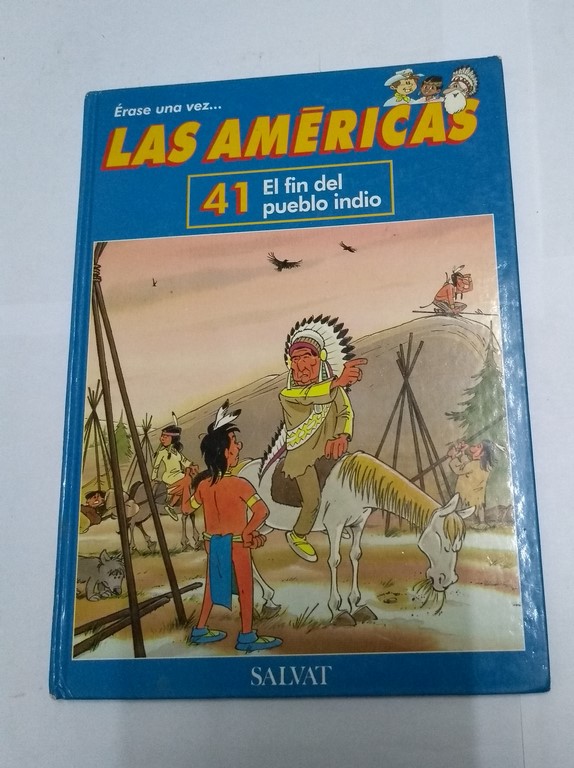 Érase una vez...
LAS AMÉRICAS
41 El fin del
pueblo indio
SALVAT